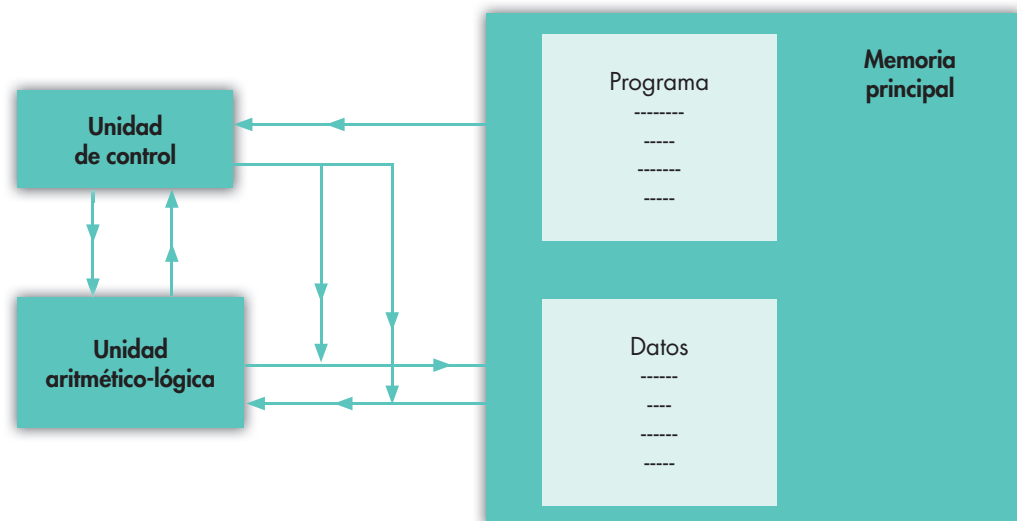 Memoria
principal
Programa
--------
-----
-------
-----
Unidad
de control
Unidad
aritmético-lógica
Datos
------
----
------
-----